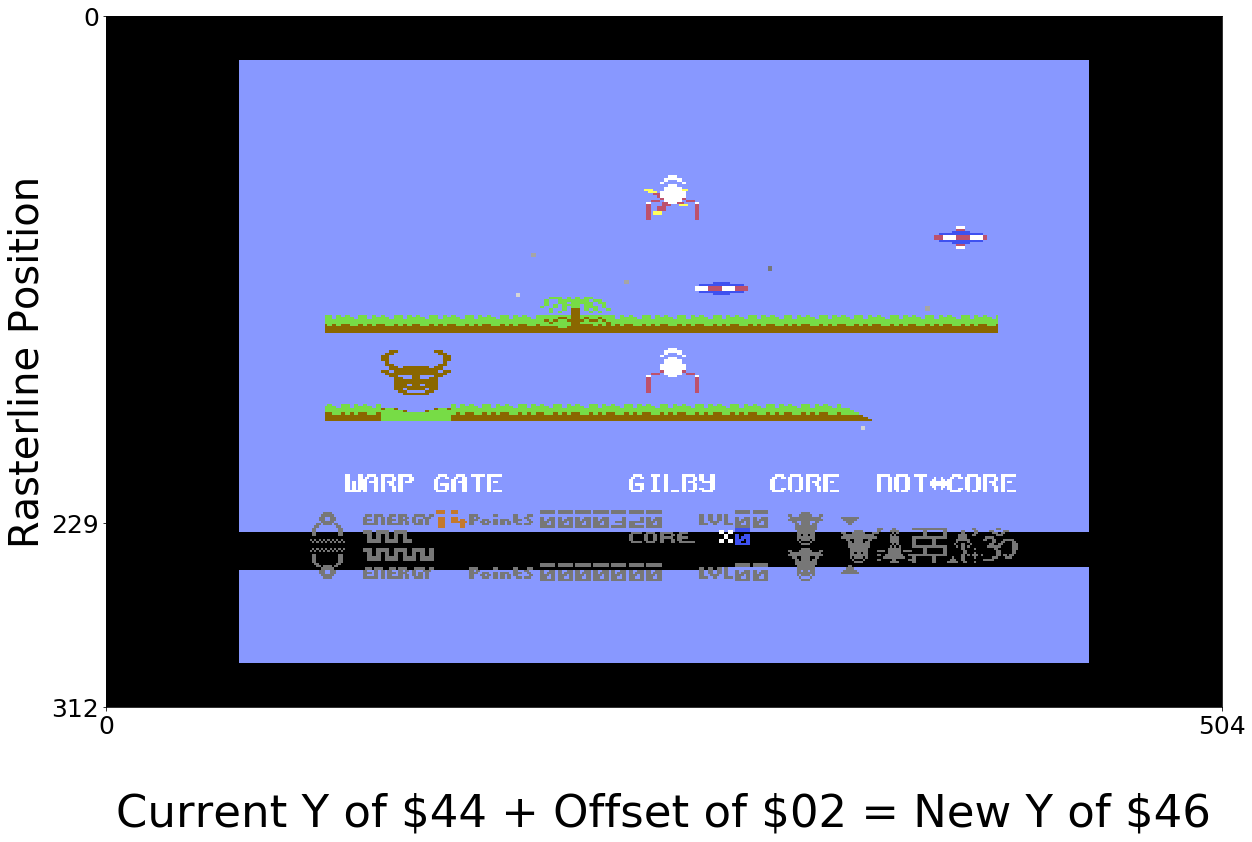 0
Rasterline Position
WARP GATE GILBY CORE NOT↔CORE
229
ENERGY Points 0000320 LVL00
CORE
ENERGY Points 0000000 LVL00
312
0 504
Current Y of $44 + Offset of $02 = New Y of $46